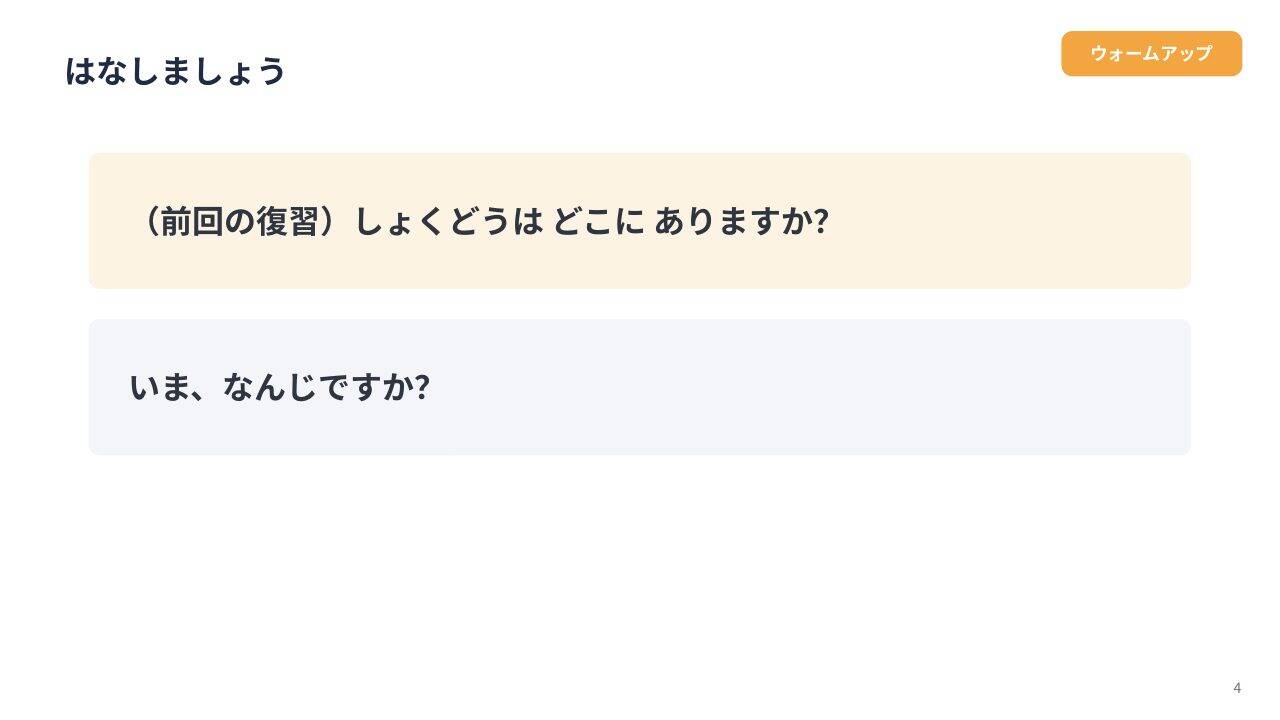 はなしましょう
ウォームアップ
（前回の復習）しょくどうは どこに ありますか?
いま、なんじですか?
4